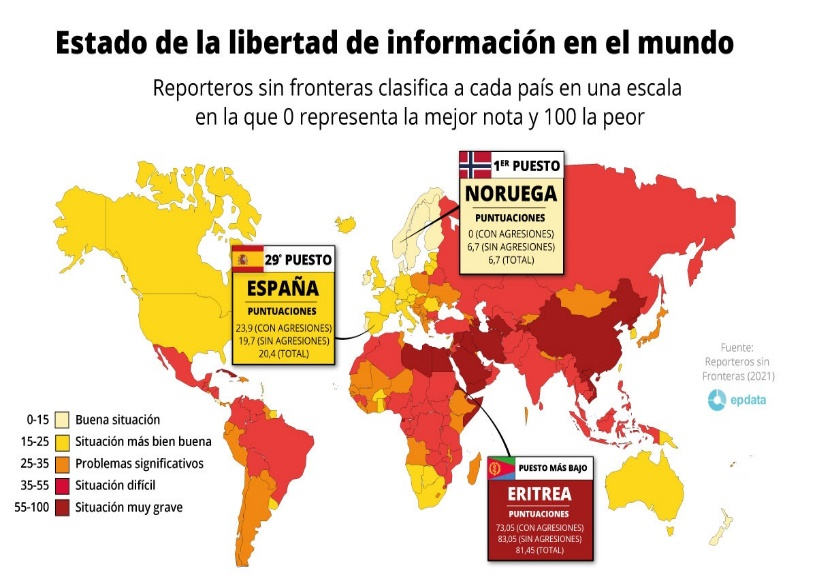 Estado de la libertad de información en el mundo
Reporteros sin fronteras clasifica a cada país en una escala
en la que 0 representa la mejor nota y 100 la peor
1ER PUESTO
NORUEGA
PUNTUACIONES
0 (CON AGRESIONES)
6,7 (SIN AGRESIONES)
6,7 (TOTAL)
29º PUESTO
ESPAÑA
PUNTUACIONES
23,9 (CON AGRESIONES)
19,7 (SIN AGRESIONES)
20,4 (TOTAL)
Fuente:
Reporteros sin
Fronteras (2021)
epdata
0-15 Buena situación
15-25 Situación más bien buena
25-35 Problemas significativos
35-55 Situación difícil
55-100 Situación muy grave
PUESTO MÁS BAJO
ERITREA
PUNTUACIONES
73,05 (CON AGRESIONES)
83,05 (SIN AGRESIONES)
81,45 (TOTAL)